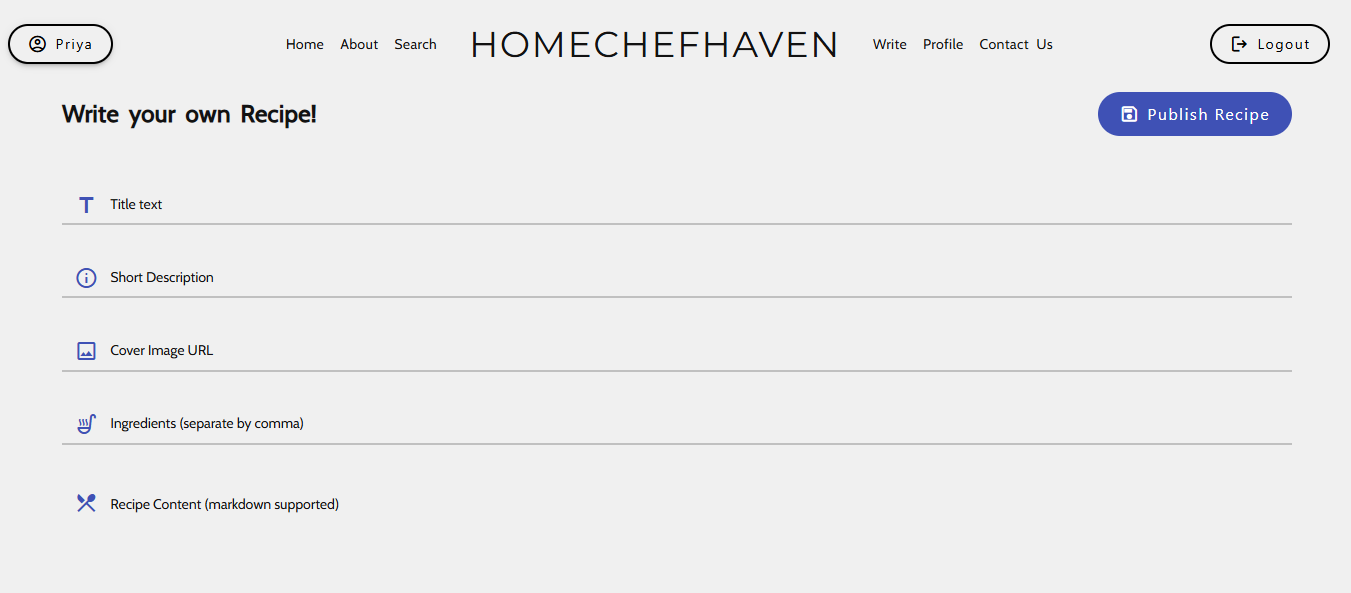 Priya Home About Search HOMECHEFHAVEN Write Profile Contact Us Logout
Write your own Recipe! Publish Recipe
Title text
Short Description
Cover Image URL
Ingredients (separate by comma)
Recipe Content (markdown supported)